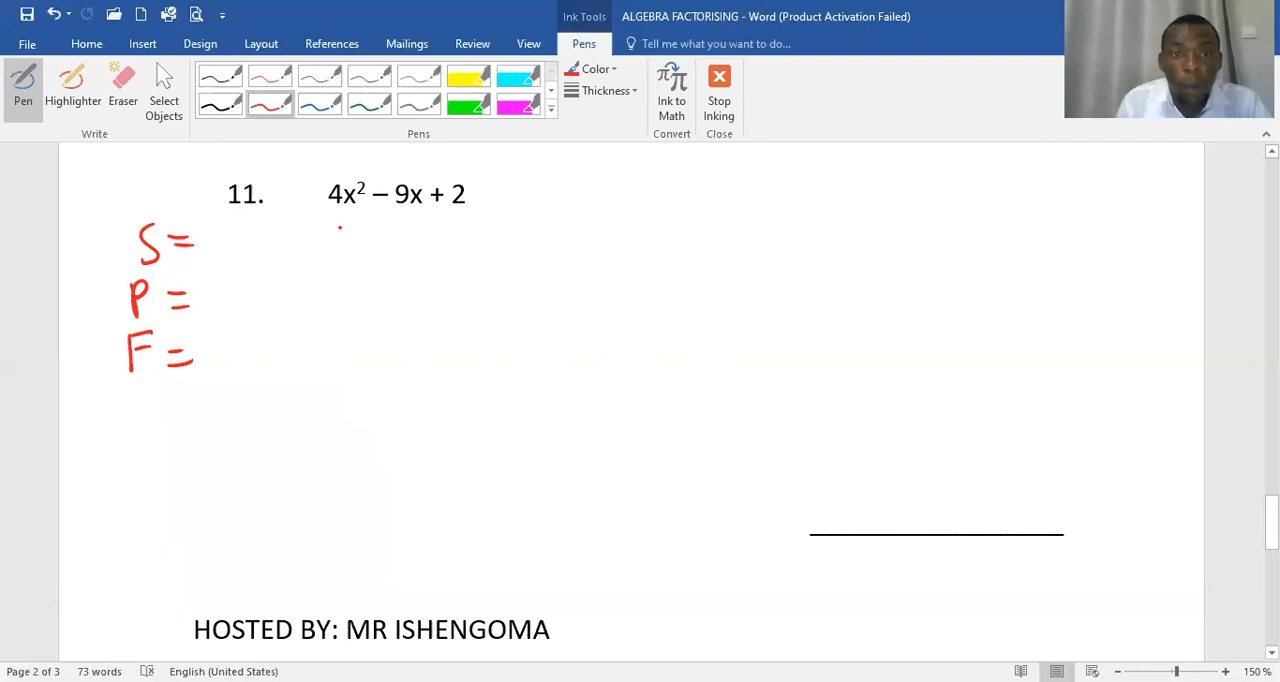 ALGEBRA FACTORISING - Word (Product Activation Failed)
Ink Tools
File Home Insert Design Layout References Mailings Review View Pens Tell me what you want to do...
Pen Highlighter Eraser Select Objects
Color
Thickness
Ink to Math
Stop Inking
Write Pens Convert Close
11. 4x² – 9x + 2
S =
P =
F =
HOSTED BY: MR ISHENGOMA
Page 2 of 3 73 words English (United States) 150 %